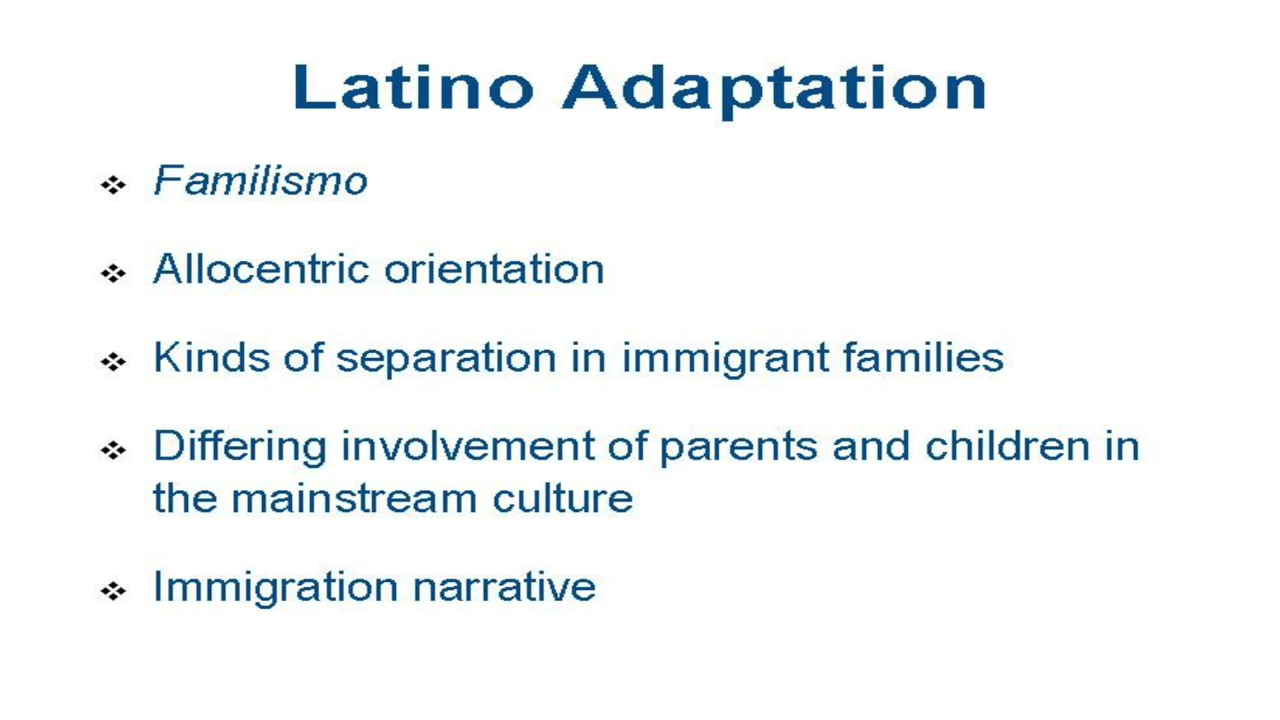 Latino Adaptation
Familismo
Allocentric orientation
Kinds of separation in immigrant families
Differing involvement of parents and children in
the mainstream culture
Immigration narrative